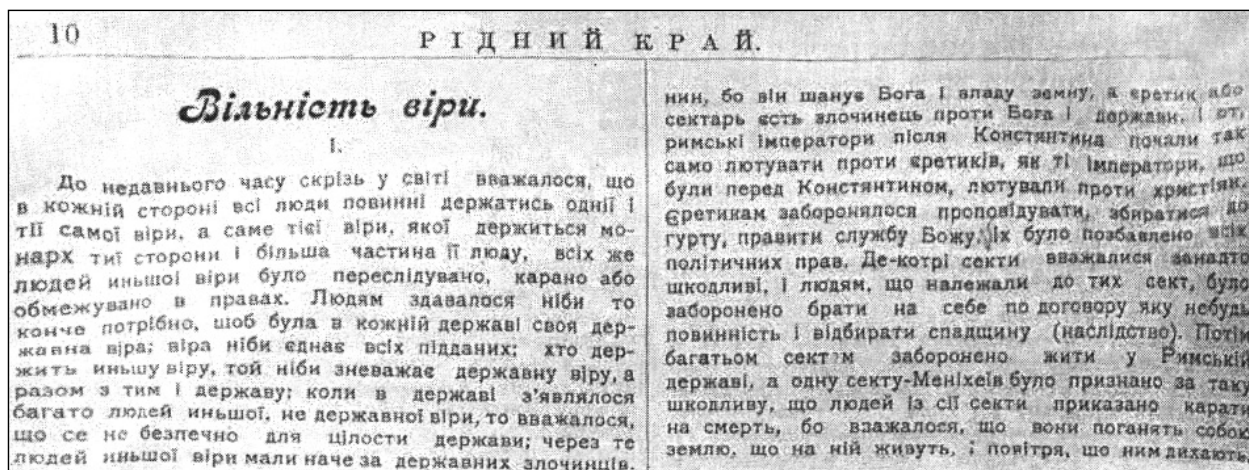 10
РІДНИЙ КРАЙ.
Вільність віри.
І.
До недавнього часу скрізь у світі вважалося, що
в кожній стороні всі люди повинні держатись однії і
тії самої віри, а саме тієї віри, якої держиться мо-
нарх тиї сторони і більша частина її люду, всіх же
людей иньшої віри було переслідувано, карано або
обмежувано в правах. Людям здавалося ніби то
конче потрібно, щоб була в кожній державі своя дер-
жавна віра; віра ніби єднає всіх підданих; хто дер-
жить иньшу віру, той ніби зневажає державну віру, а
разом з тим і державу; коли в державі з'являлося
багато людей иньшої, не державної віри, то вважалося,
що се не безпечно для цілости держави; через те
людей иньшої віри мали наче за державних злочинців.
нин, бо він шанує Бога і владу земну, а єретик або
сектарь єсть злочинець проти Бога і держави. І от,
римські імператори після Констянтина почали так
само лютувати проти єретиків, як ті імператори, що
були перед Констянтином, лютували проти христіян.
Єретикам заборонялося проповідувати, збиратися до
гурту, правити службу Божу. Їх було позбавлено всіх
політичних прав. Де-котрі секти вважалися занадто
шкодливі, і людям, що належали до тих сект, було
заборонено брати на себе по договору яку небудь
повинність і відбирати спадщину (наслідство). Потім
багатьом сект м заборонено жити у Римській
державі, а одну секту-Меніхеїв було признано за таку
шкодливу, що людей із сії секти приказано карати
на смерть, бо вважалось, що вони поганять собою
землю, що на ній живуть, і повітря, що ним дихають.